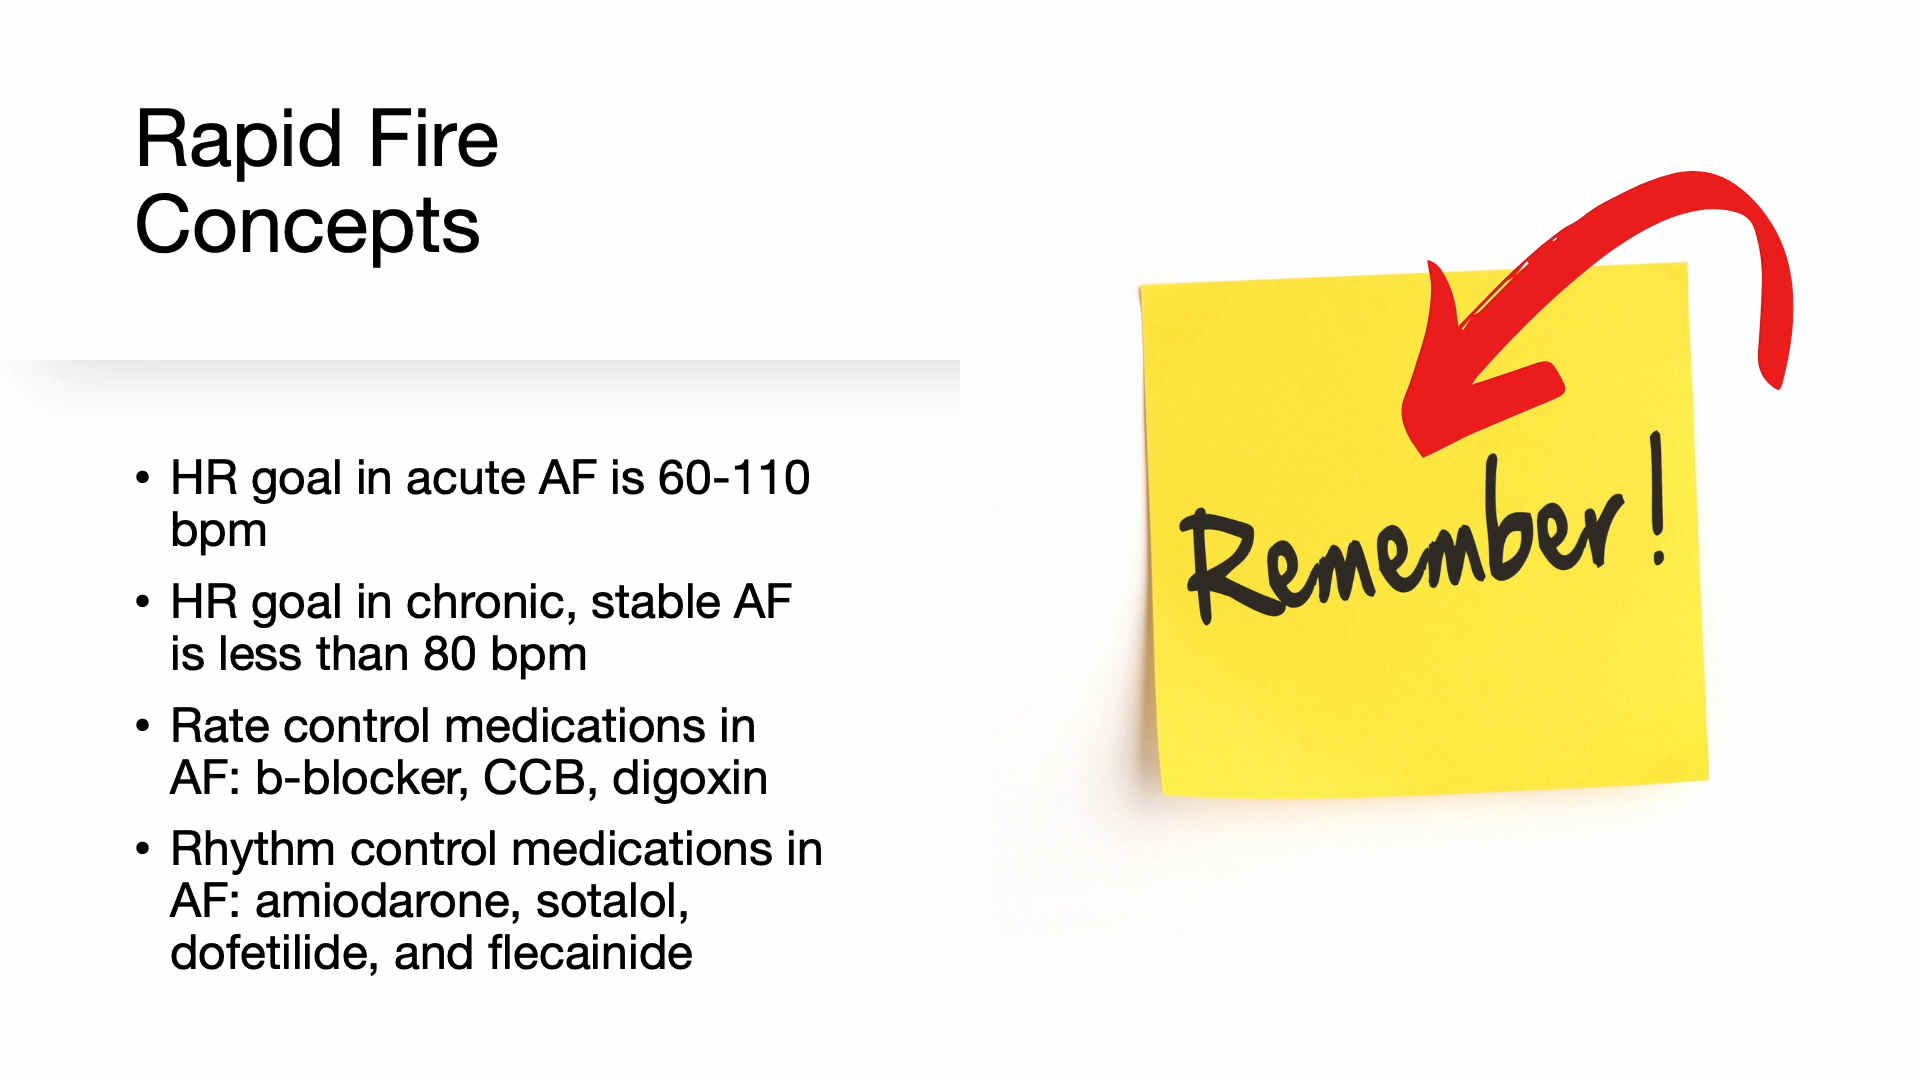 Rapid Fire
Concepts
• HR goal in acute AF is 60-110
bpm
• HR goal in chronic, stable AF
is less than 80 bpm
• Rate control medications in
AF: b-blocker, CCB, digoxin
• Rhythm control medications in
AF: amiodarone, sotalol,
dofetilide, and flecainide
Remember!